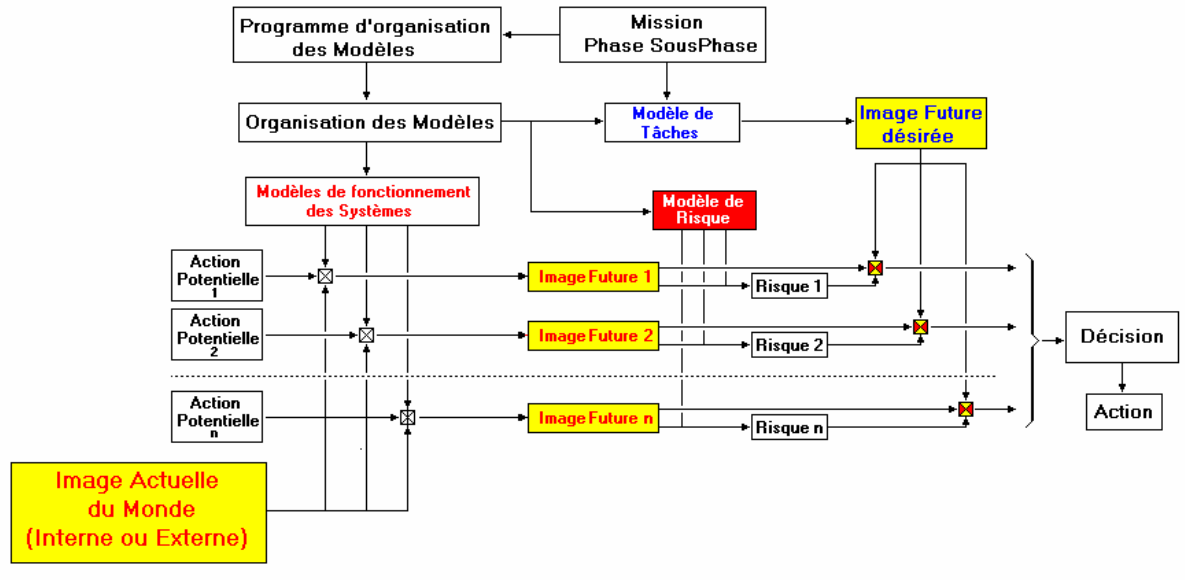 Programme d'organisation
des Modèles
Mission
Phase SousPhase
Organisation des Modèles
Modèle de
Tâches
Image Future
désirée
Modèles de fonctionnement
des Systèmes
Modèle de
Risque
Action
Potentielle
1
Image Future 1
Risque 1
Action
Potentielle
2
Image Future 2
Risque 2
Décision
Action
Potentielle
n
Image Future n
Risque n
Action
Image Actuelle
du Monde
(Interne ou Externe)